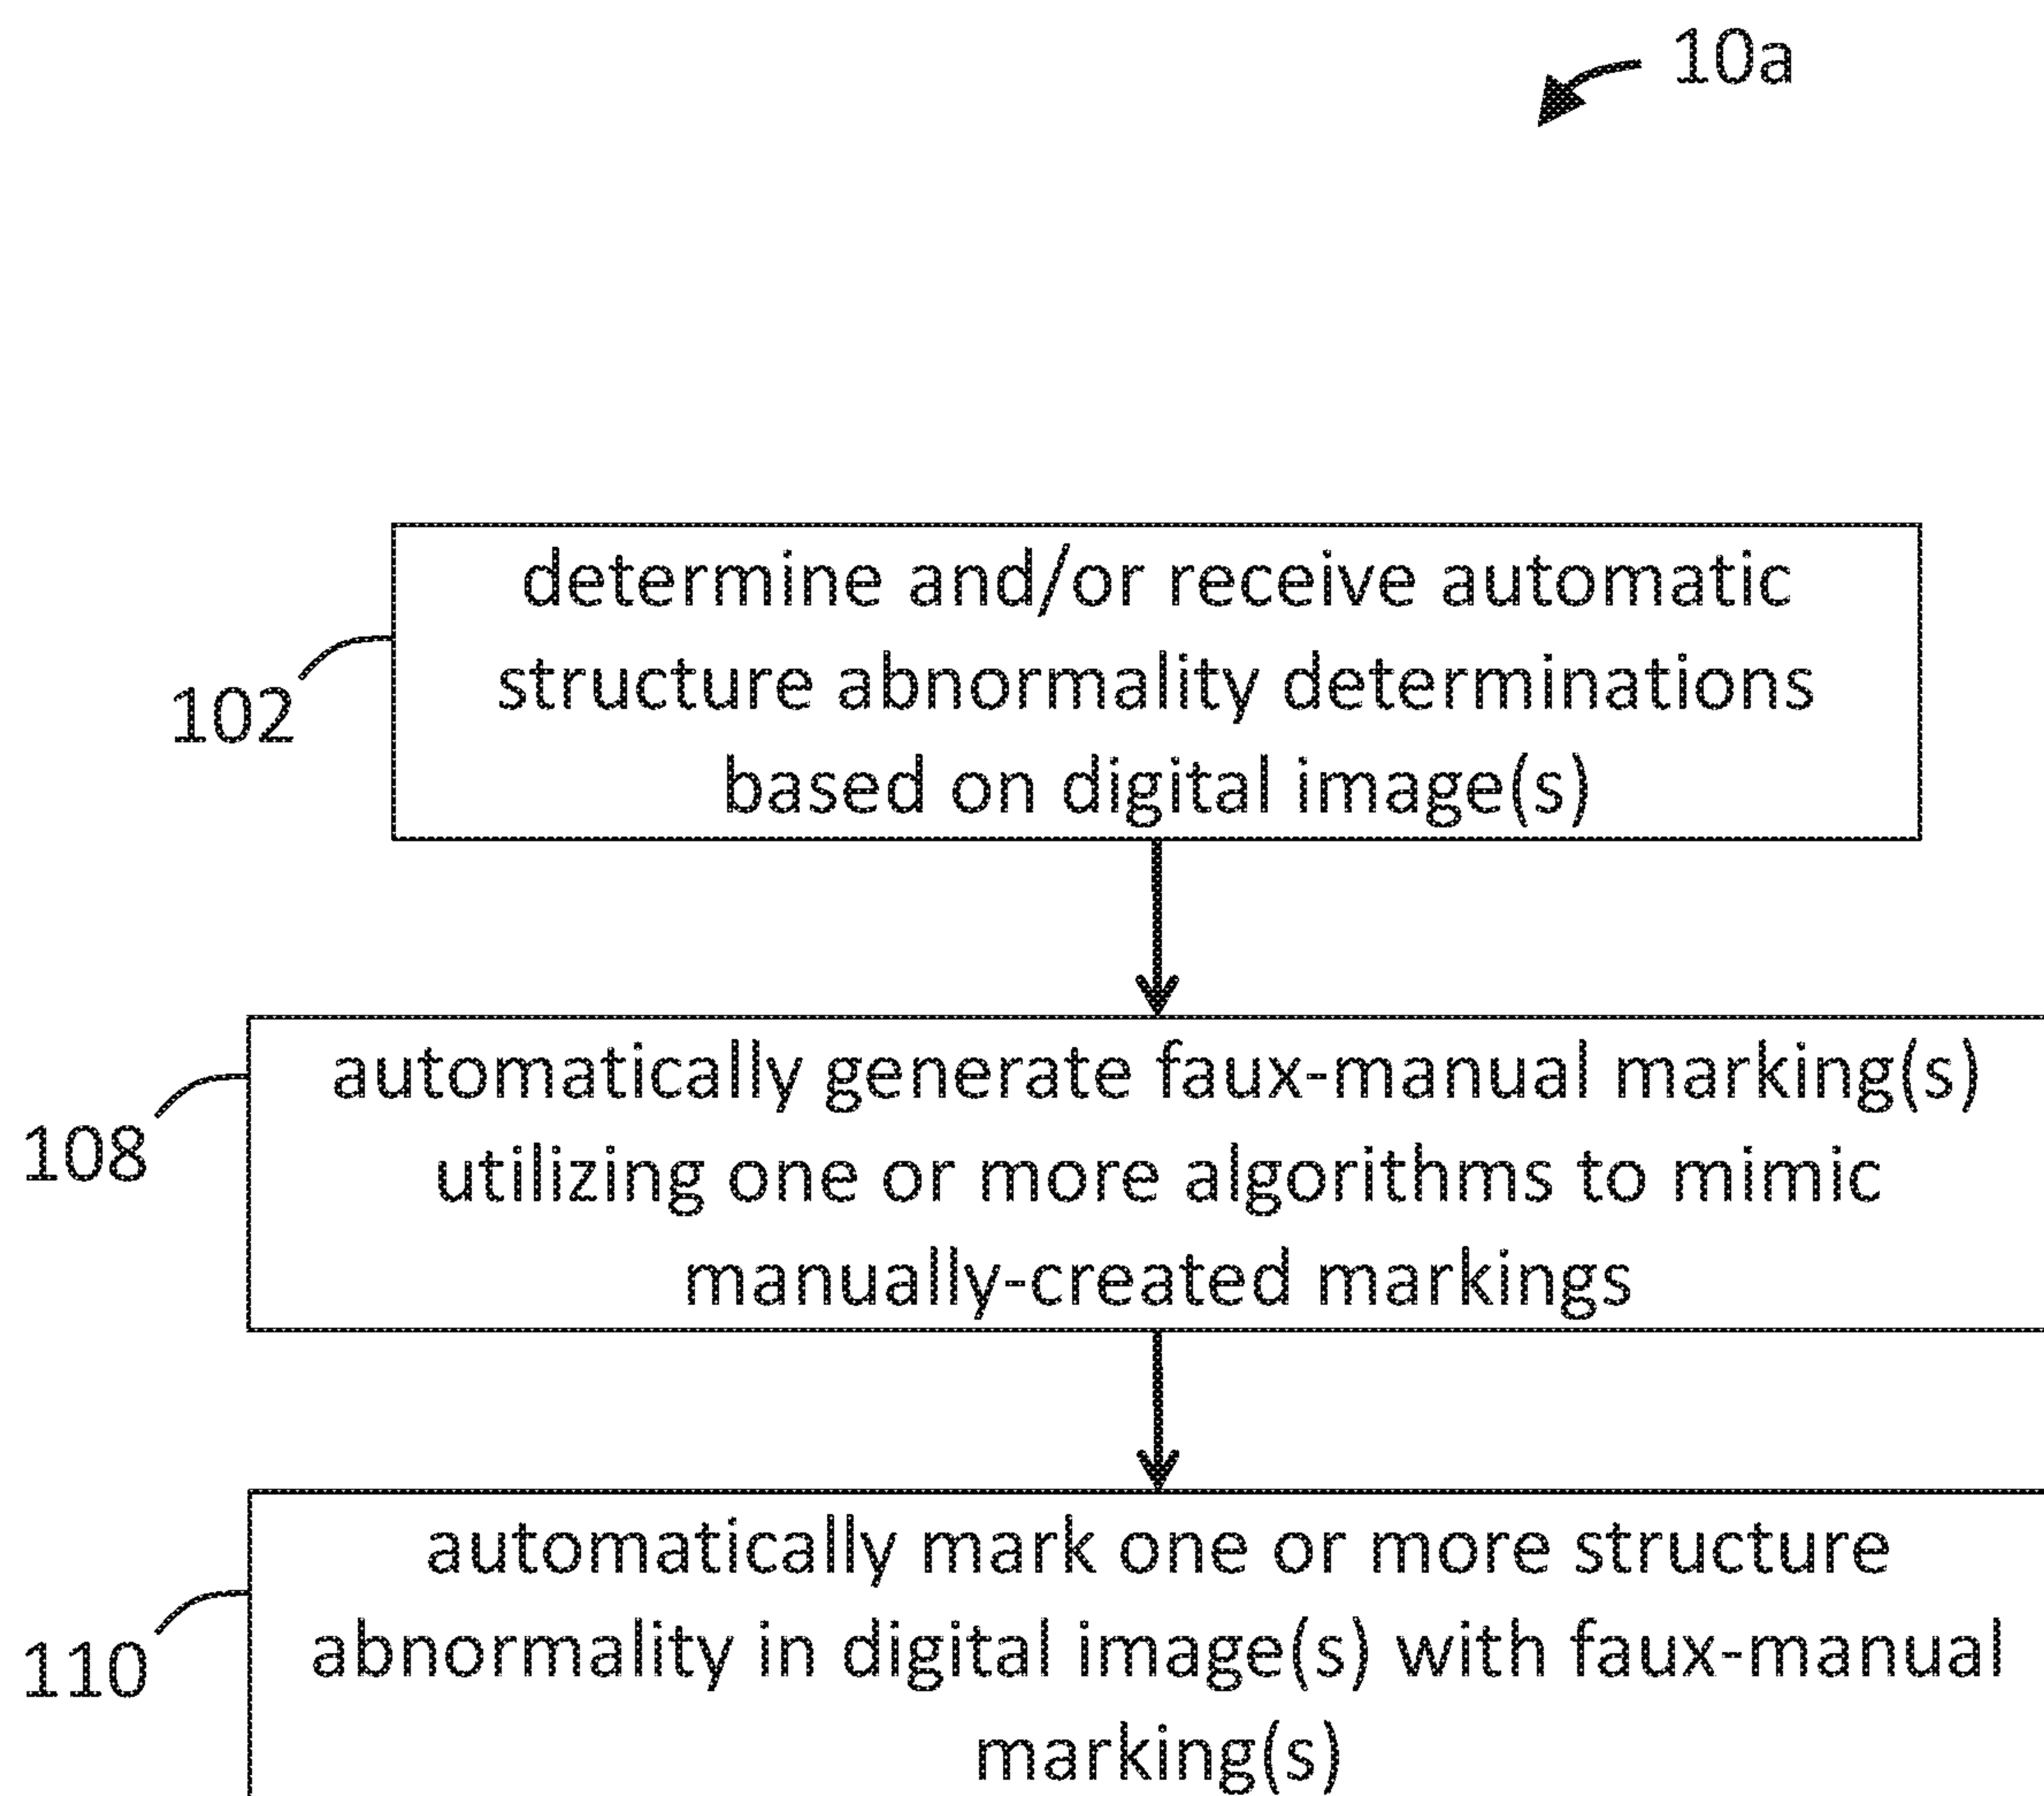 10a
determine and/or receive automatic
structure abnormality determinations
based on digital image(s)
102
automatically generate faux-manual marking(s)
utilizing one or more algorithms to mimic
manually-created markings
108
automatically mark one or more structure
abnormality in digital image(s) with faux-manual
marking(s)
110